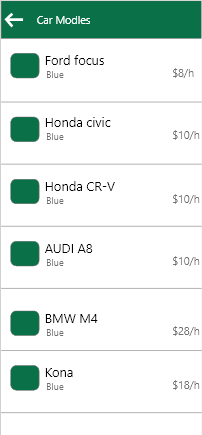 Car Modles
Ford focus
Blue
$8/h
Honda civic
Blue
$10/h
Honda CR-V
Blue
$10/h
AUDI A8
Blue
$10/h
BMW M4
Blue
$28/h
Kona
Blue
$18/h